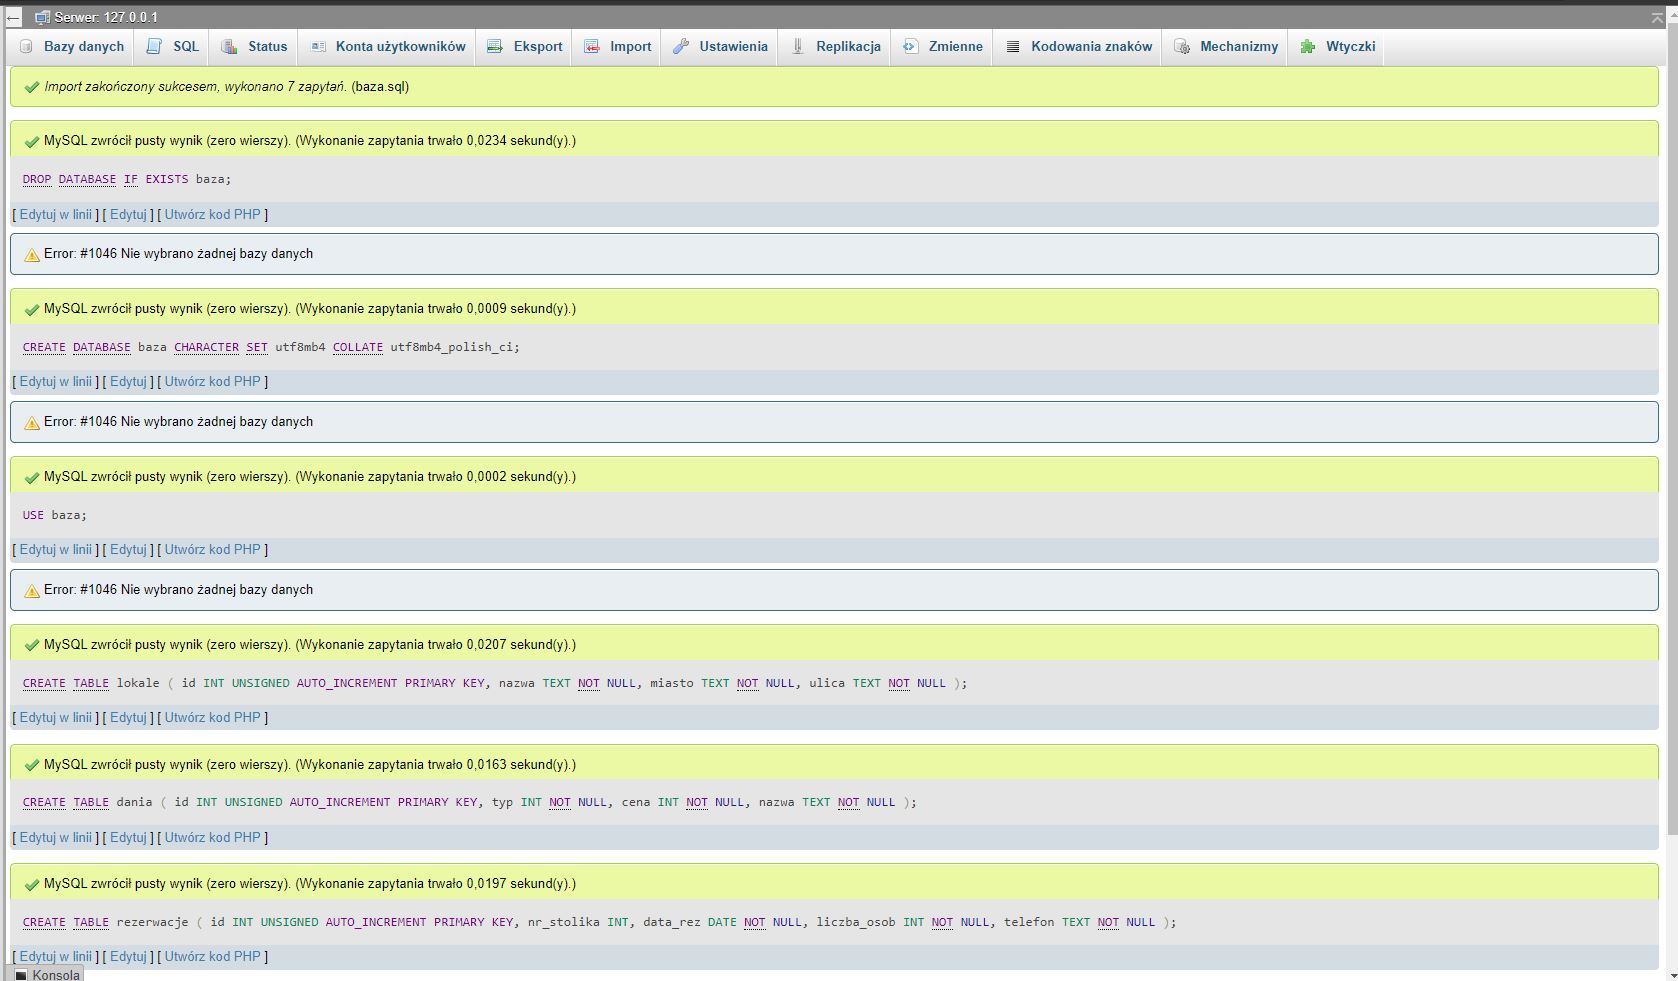 Serwer: 127.0.0.1
Bazy danych SQL Status Konta użytkowników Eksport Import Ustawienia Replikacja Zmienne Kodowania znaków Mechanizmy Wtyczki
Import zakończony sukcesem, wykonano 7 zapytań. (baza.sql)
MySQL zwrócił pusty wynik (zero wierszy). (Wykonanie zapytania trwało 0,0234 sekund(y).)
DROP DATABASE IF EXISTS baza;
[ Edytuj w linii ] [ Edytuj ] [ Utwórz kod PHP ]
Error: #1046 Nie wybrano żadnej bazy danych
MySQL zwrócił pusty wynik (zero wierszy). (Wykonanie zapytania trwało 0,0009 sekund(y).)
CREATE DATABASE baza CHARACTER SET utf8mb4 COLLATE utf8mb4_polish_ci;
[ Edytuj w linii ] [ Edytuj ] [ Utwórz kod PHP ]
Error: #1046 Nie wybrano żadnej bazy danych
MySQL zwrócił pusty wynik (zero wierszy). (Wykonanie zapytania trwało 0,0002 sekund(y).)
USE baza;
[ Edytuj w linii ] [ Edytuj ] [ Utwórz kod PHP ]
Error: #1046 Nie wybrano żadnej bazy danych
MySQL zwrócił pusty wynik (zero wierszy). (Wykonanie zapytania trwało 0,0207 sekund(y).)
CREATE TABLE lokale ( id INT UNSIGNED AUTO_INCREMENT PRIMARY KEY, nazwa TEXT NOT NULL, miasto TEXT NOT NULL, ulica TEXT NOT NULL );
[ Edytuj w linii ] [ Edytuj ] [ Utwórz kod PHP ]
MySQL zwrócił pusty wynik (zero wierszy). (Wykonanie zapytania trwało 0,0163 sekund(y).)
CREATE TABLE dania ( id INT UNSIGNED AUTO_INCREMENT PRIMARY KEY, typ INT NOT NULL, cena INT NOT NULL, nazwa TEXT NOT NULL );
[ Edytuj w linii ] [ Edytuj ] [ Utwórz kod PHP ]
MySQL zwrócił pusty wynik (zero wierszy). (Wykonanie zapytania trwało 0,0197 sekund(y).)
CREATE TABLE rezerwacje ( id INT UNSIGNED AUTO_INCREMENT PRIMARY KEY, nr_stolika INT, data_rez DATE NOT NULL, liczba_osob INT NOT NULL, telefon TEXT NOT NULL );
[ Edytuj w linii ] [ Edytuj ] [ Utwórz kod PHP ]
Konsola